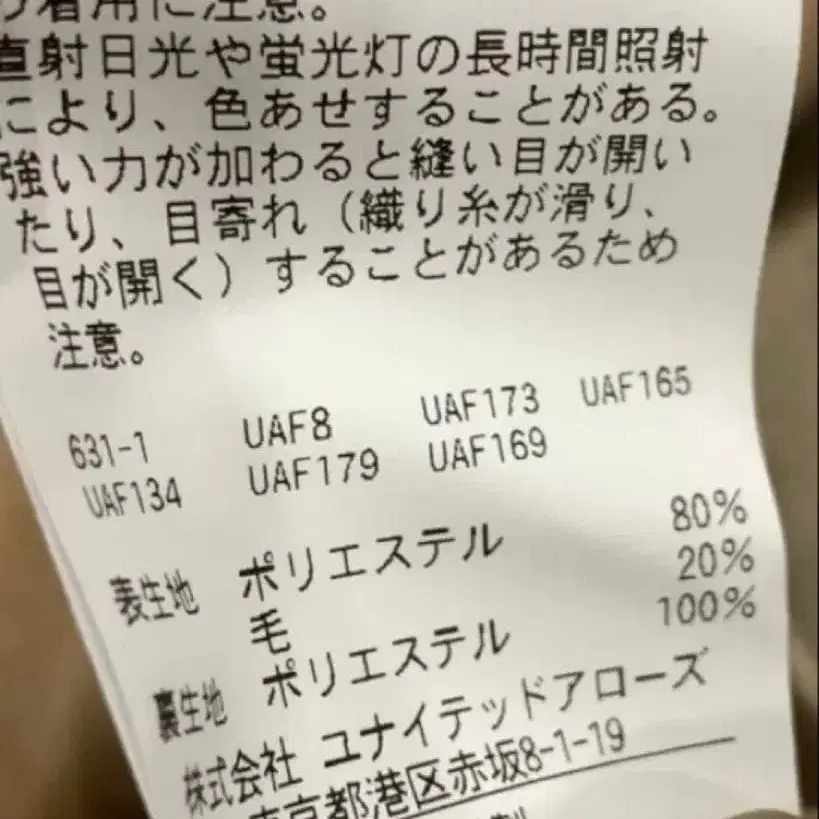 着用に注意。
直射日光や蛍光灯の長時間照射
により、色あせすることがある。
強い力が加わると縫い目が開い
たり、目寄れ（織り糸が滑り、
目が開く）することがあるため
注意。
631-1 UAF8 UAF173 UAF165
UAF134 UAF179 UAF169
表生地 ポリエステル 80%
毛 20%
裏生地 ポリエステル 100%
株式会社 ユナイテッドアローズ
東京都港区赤坂8-1-19